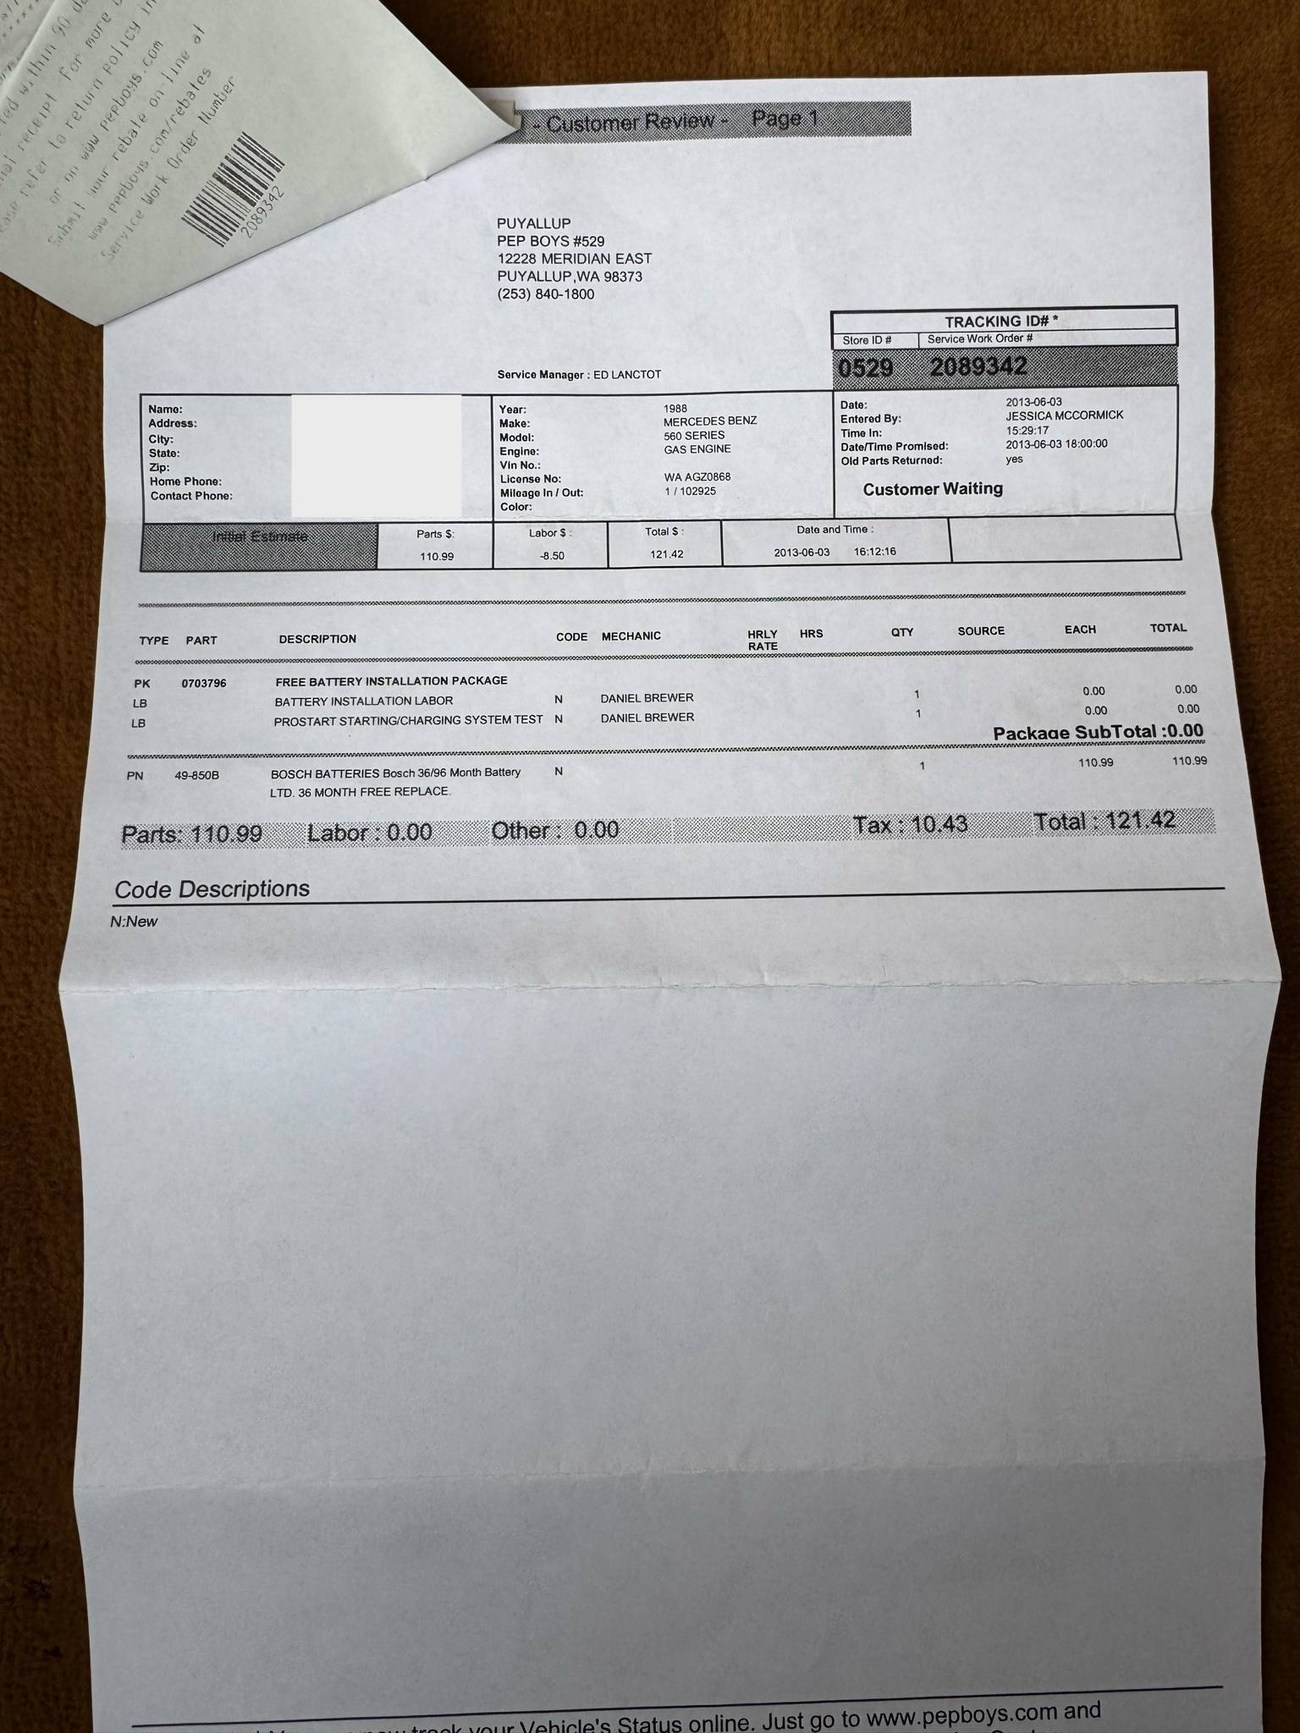 within 90
receipt for more
refer to return policy in
or on www.pepboys.com
Submit your rebate on line at
www.pepboys.com/rebates
Service Work Order Number
2089342
- Customer Review - Page 1
PUYALLUP
PEP BOYS #529
12228 MERIDIAN EAST
PUYALLUP,WA 98373
(253) 840-1800
TRACKING ID# *
Store ID # Service Work Order #
0529 2089342
Service Manager : ED LANCTOT
Name:
Address:
City:
State:
Zip:
Home Phone:
Contact Phone:
Year: 1988
Make: MERCEDES BENZ
Model: 560 SERIES
Engine: GAS ENGINE
Vin No.:
License No: WA AGZ0868
Mileage In / Out: 1 / 102925
Color:
Date: 2013-06-03
Entered By: JESSICA MCCORMICK
Time In: 15:29:17
Date/Time Promised: 2013-06-03 18:00:00
Old Parts Returned: yes
Customer Waiting
Initial Estimate Parts $: Labor $ : Total $ : Date and Time :
110.99 -8.50 121.42 2013-06-03 16:12:16
TYPE PART DESCRIPTION CODE MECHANIC HRLY RATE HRS QTY SOURCE EACH TOTAL
PK 0703796 FREE BATTERY INSTALLATION PACKAGE
LB BATTERY INSTALLATION LABOR N DANIEL BREWER 1 0.00 0.00
LB PROSTART STARTING/CHARGING SYSTEM TEST N DANIEL BREWER 1 0.00 0.00
Package SubTotal :0.00
PN 49-850B BOSCH BATTERIES Bosch 36/96 Month Battery N 1 110.99 110.99
LTD. 36 MONTH FREE REPLACE.
Parts: 110.99 Labor : 0.00 Other : 0.00 Tax : 10.43 Total : 121.42
Code Descriptions
N:New
track your Vehicle's Status online. Just go to www.pepboys.com and